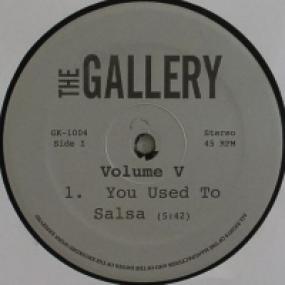 THE GALLERY
GK-1004
Side 1
Stereo
45 RPM
Volume V
1. You Used To
Salsa (5:42)